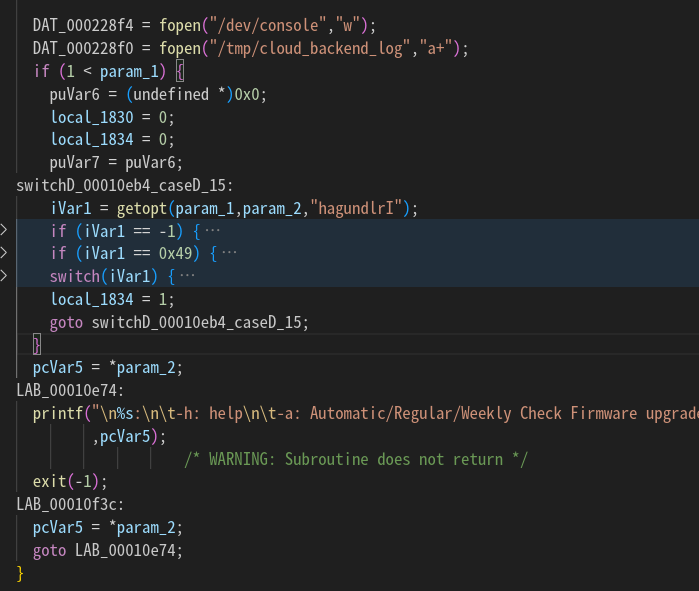 DAT_000228f4 = fopen("/dev/console","w");
DAT_000228f0 = fopen("/tmp/cloud_backend_log","a+");
if (1 < param_1) {
puVar6 = (undefined *)0x0;
local_1830 = 0;
local_1834 = 0;
puVar7 = puVar6;
switchD_00010eb4_caseD_15:
iVar1 = getopt(param_1,param_2,"hagundlrI");
if (iVar1 == -1) { ···
if (iVar1 == 0x49) { ···
switch(iVar1) { ···
local_1834 = 1;
goto switchD_00010eb4_caseD_15;
}
pcVar5 = *param_2;
LAB_00010e74:
printf("\n%s:\n\t-h: help\n\t-a: Automatic/Regular/Weekly Check Firmware upgrad
,pcVar5);
/* WARNING: Subroutine does not return */
exit(-1);
LAB_00010f3c:
pcVar5 = *param_2;
goto LAB_00010e74;
}